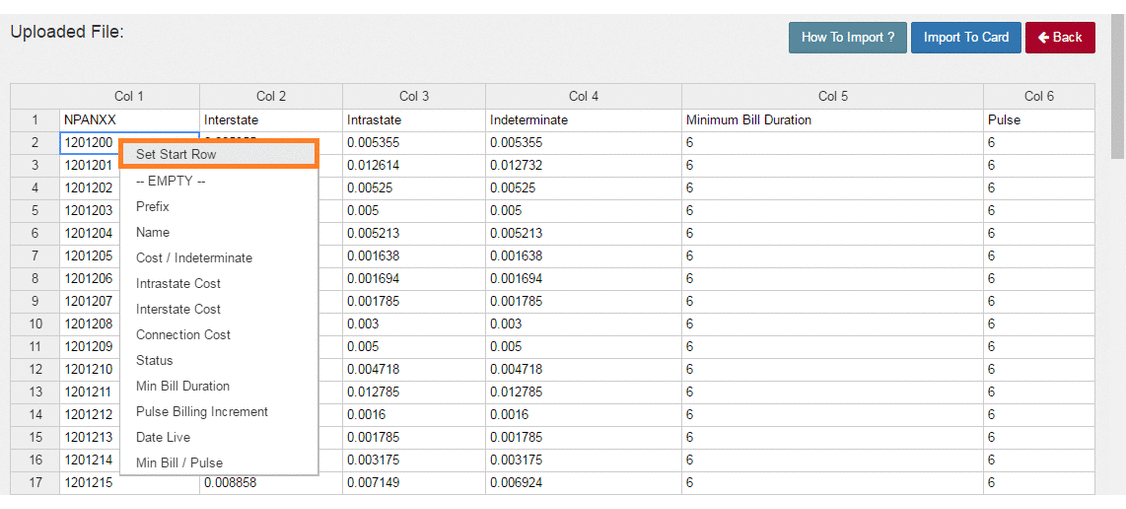 Uploaded File:
How To Import ? Import To Card Back
Col 1 Col 2 Col 3 Col 4 Col 5 Col 6
1 NPANXX Interstate Intrastate Indeterminate Minimum Bill Duration Pulse
2 1201200 0.005355 0.005355 6 6
Set Start Row
3 1201201 0.012614 0.012732 6 6
-- EMPTY --
4 1201202 0.00525 0.00525 6 6
Prefix
5 1201203 0.005 0.005 6 6
Name
6 1201204 0.005213 0.005213 6 6
Cost / Indeterminate
7 1201205 0.001638 0.001638 6 6
Intrastate Cost
8 1201206 0.001694 0.001694 6 6
Interstate Cost
9 1201207 0.001785 0.001785 6 6
10 1201208 0.003 0.003 6 6
Connection Cost
11 1201209 0.005 0.005 6 6
Status
12 1201210 0.004718 0.004718 6 6
Min Bill Duration
13 1201211 0.012785 0.012785 6 6
Pulse Billing Increment
14 1201212 0.0016 0.0016 6 6
Date Live
15 1201213 0.001785 0.001785 6 6
Min Bill / Pulse
16 1201214 0.003175 0.003175 6 6
17 1201215 0.008858 0.007149 0.006924 6 6